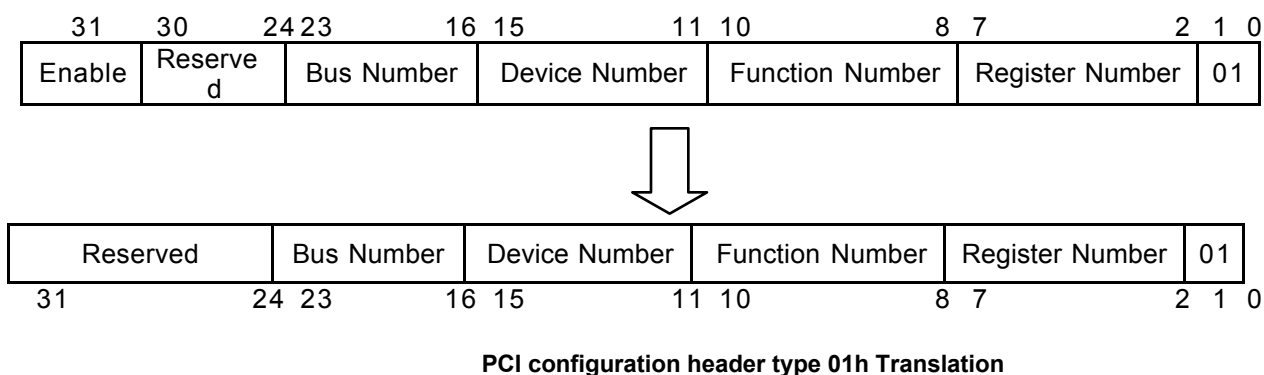 31 30 24 23 16 15 11 10 8 7 2 1 0
Enable Reserve
d Bus Number Device Number Function Number Register Number 01
Reserved Bus Number Device Number Function Number Register Number 01
31 24 23 16 15 11 10 8 7 2 1 0
PCI configuration header type 01h Translation